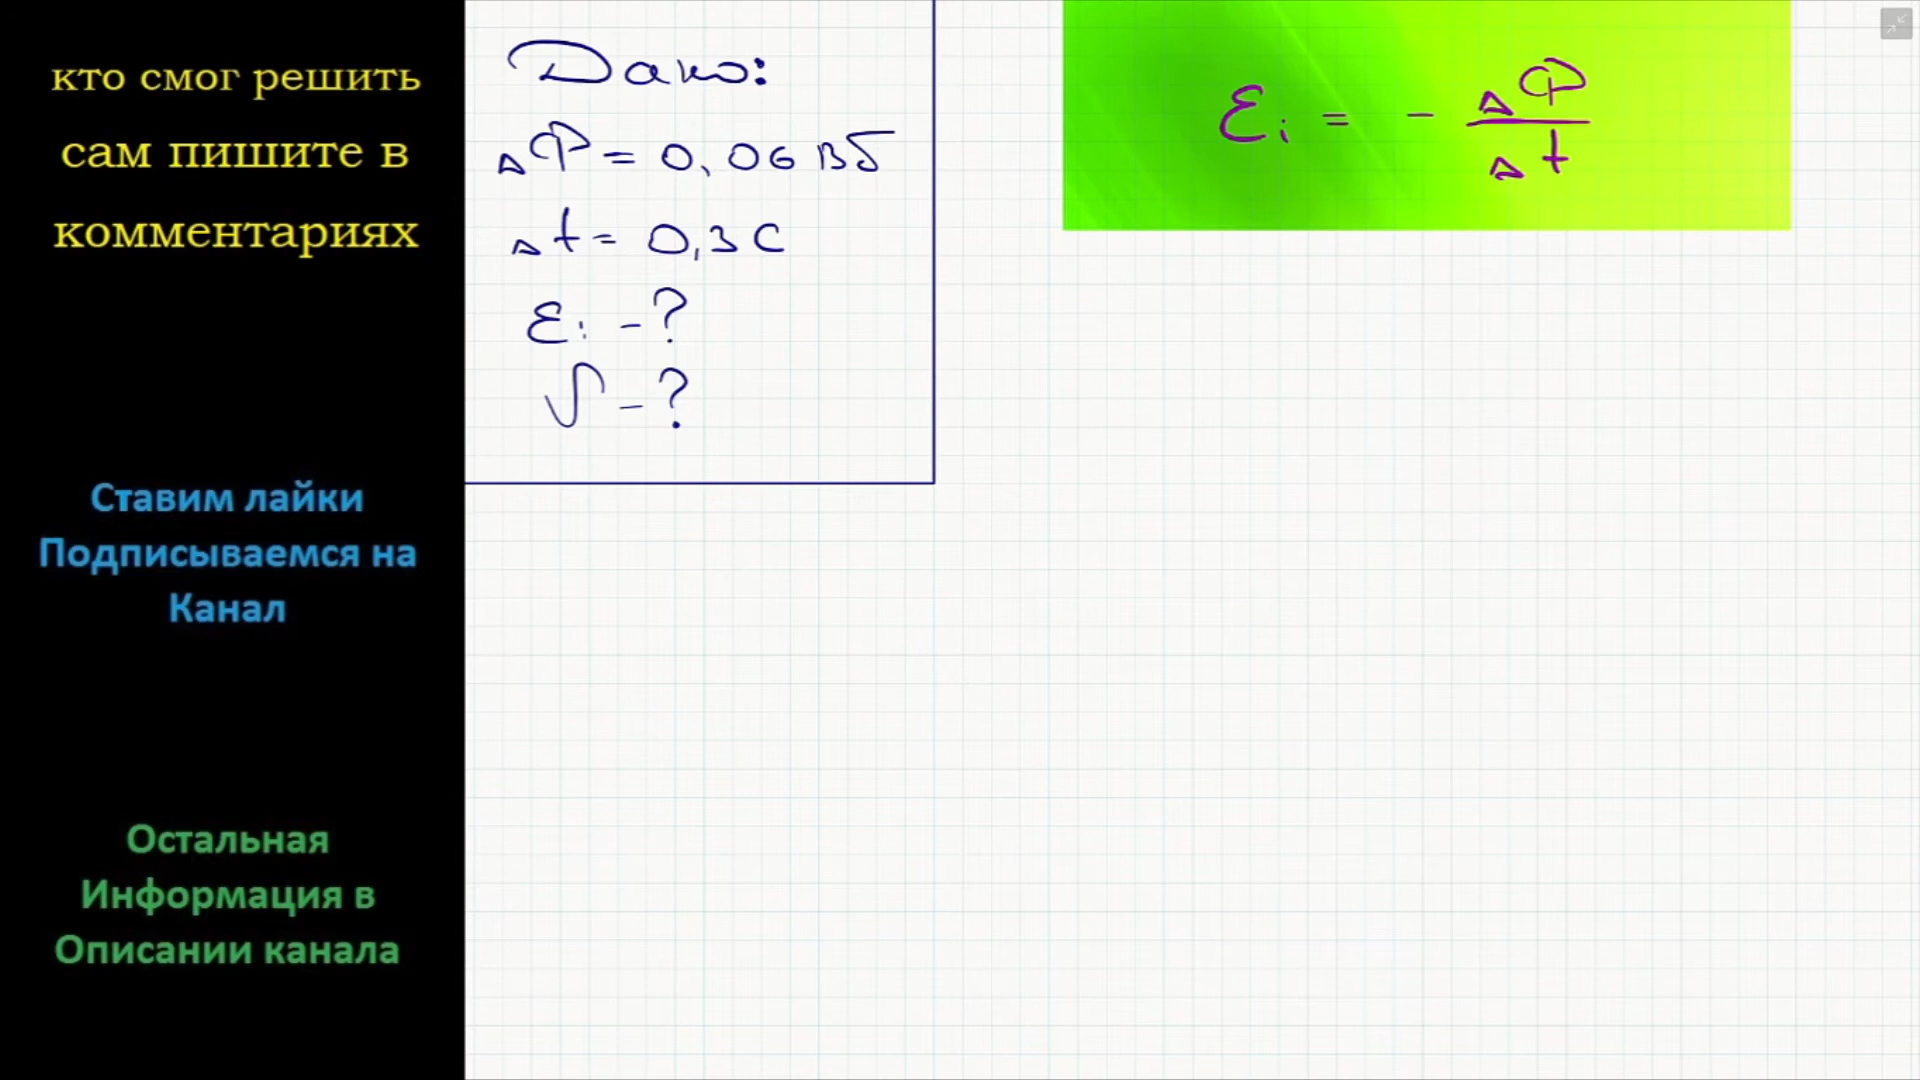 кто смог решить
сам пишите в
комментариях
Ставим лайки
Подписываемся на
Канал
Остальная
Информация в
Описании канала
Дано:
ΔΦ = 0,06 Вб
Δt = 0,3 С
Ɛi - ?
𝒱 - ?
Ɛi = - ΔΦ / Δt